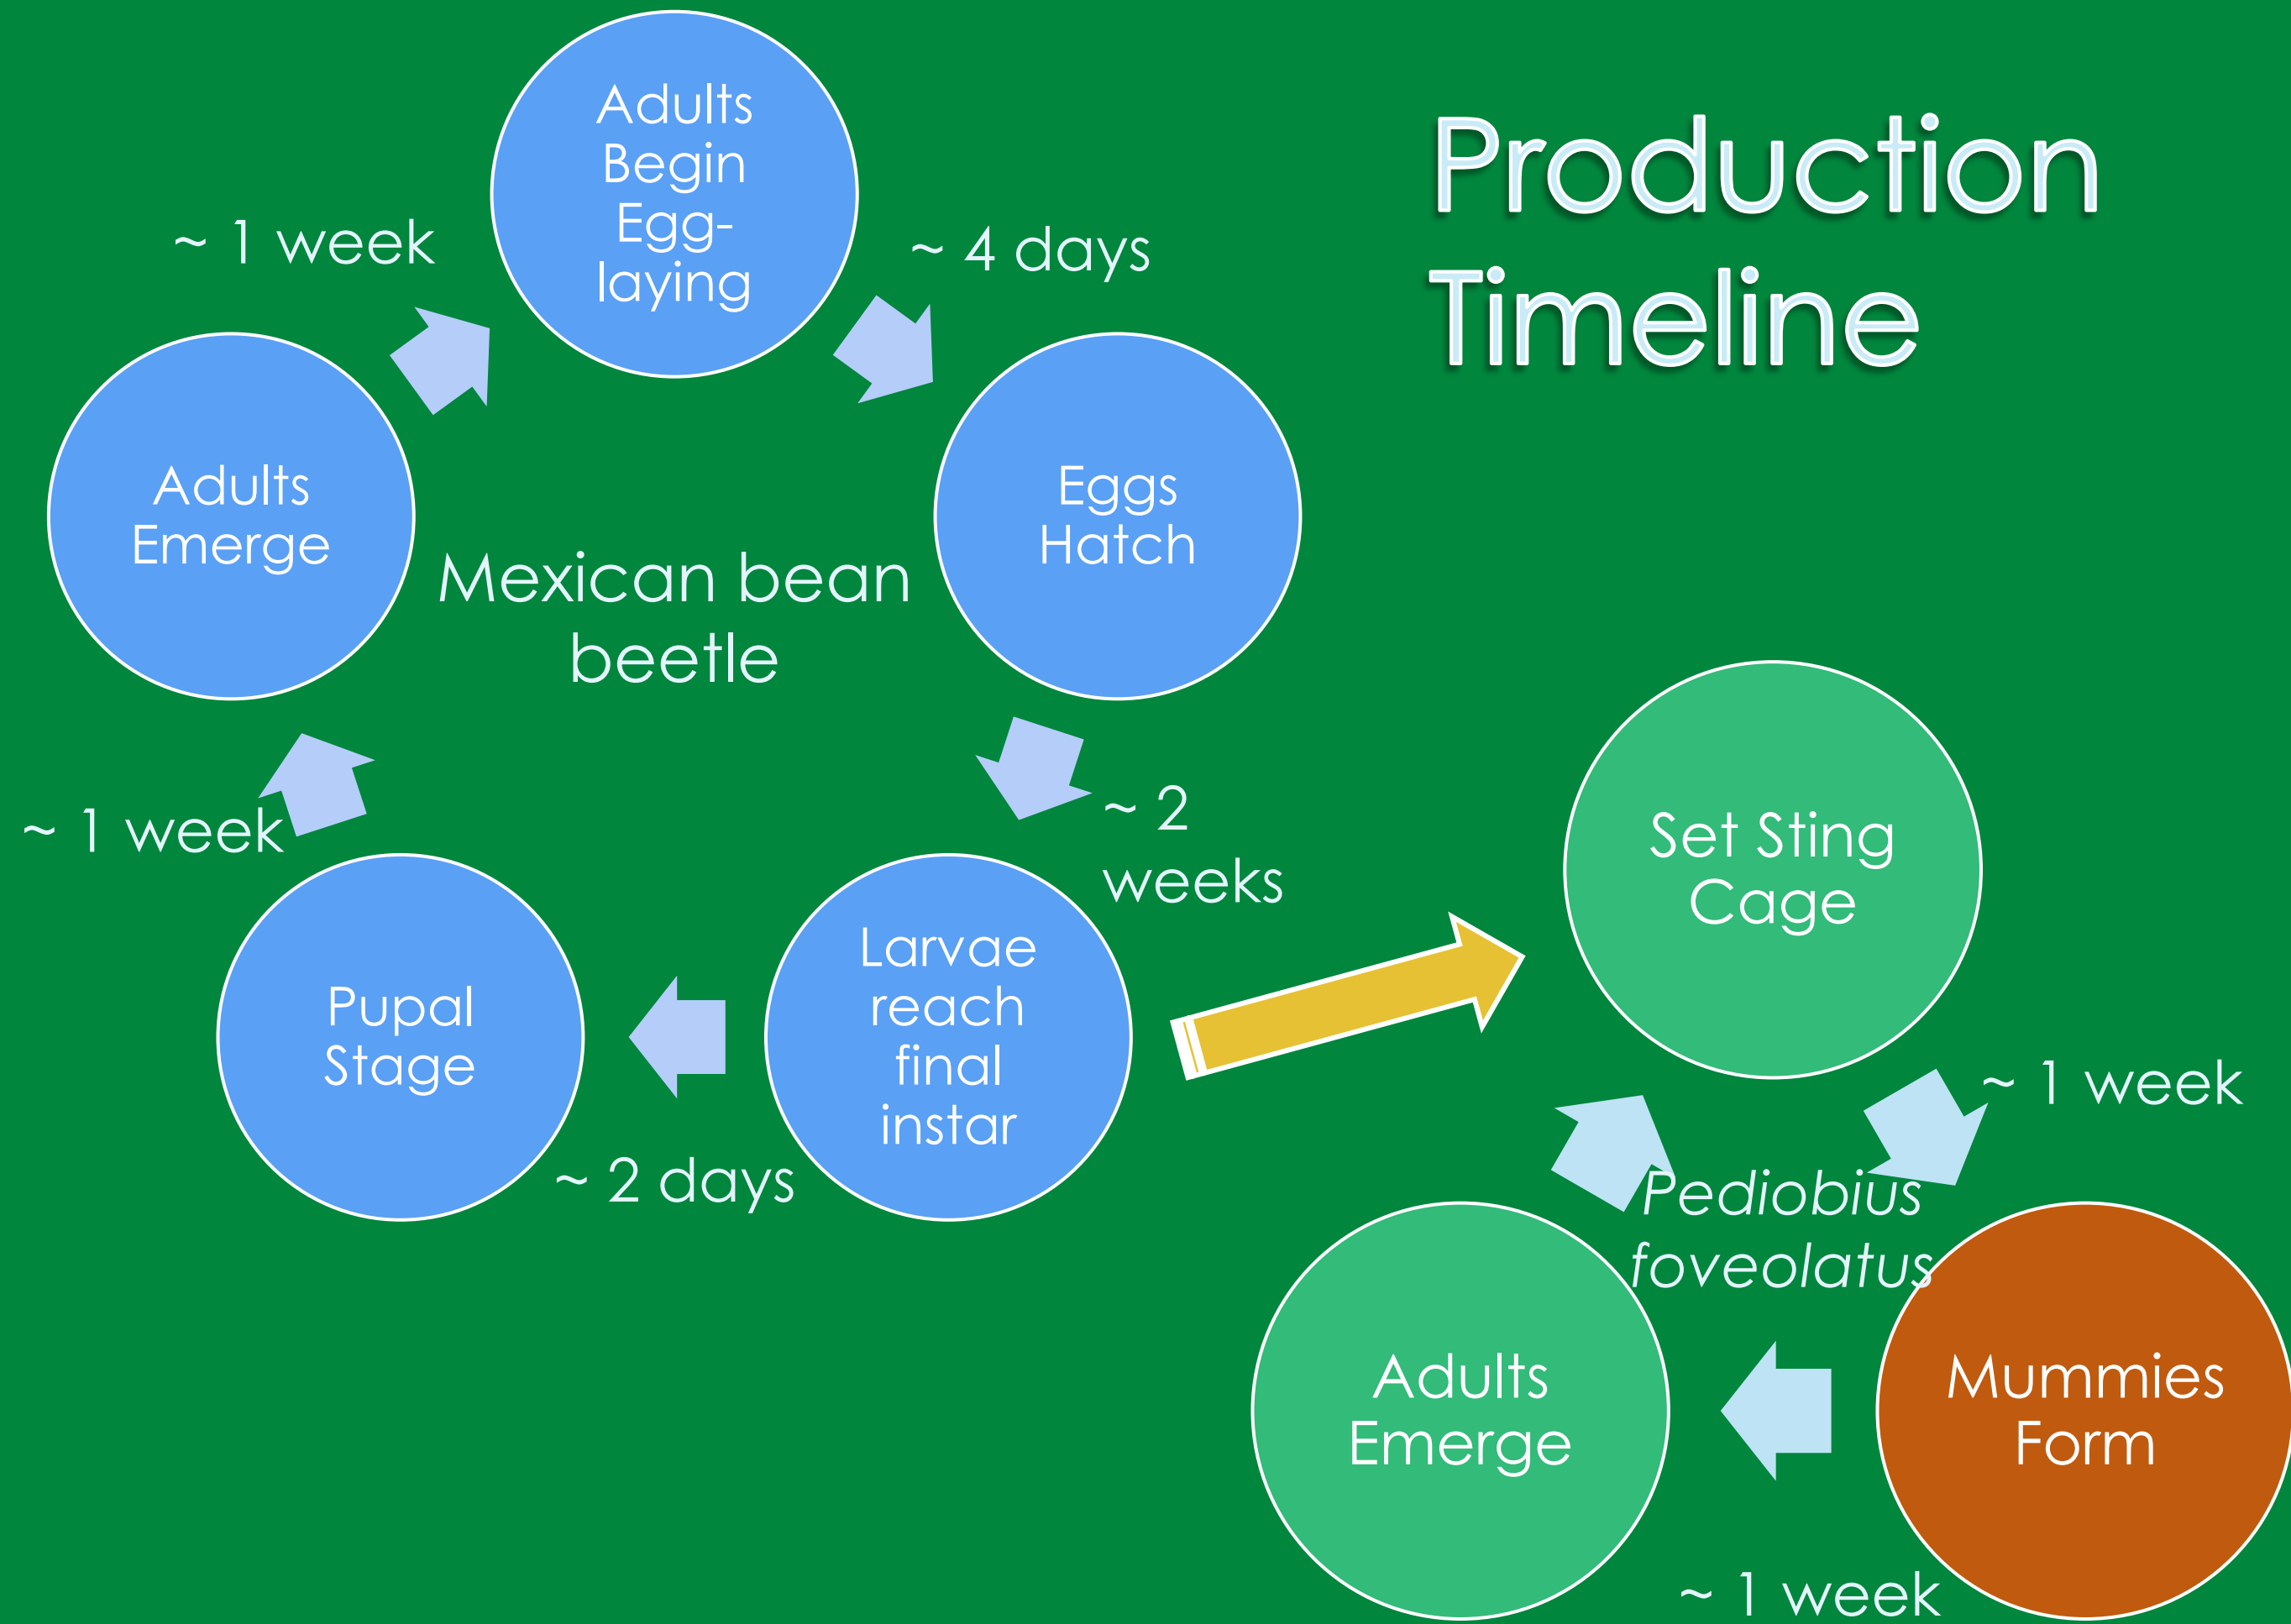 Production
Timeline
Adults
Begin
Egg-
laying
~ 1 week
~ 4 days
Adults
Emerge
Eggs
Hatch
Mexican bean
beetle
~ 1 week
~ 2
weeks
Set Sting
Cage
Pupal
Stage
Larvae
reach
final
instar
~ 2 days
~ 1 week
Pediobius
foveolatus
Adults
Emerge
Mummies
Form
~ 1 week